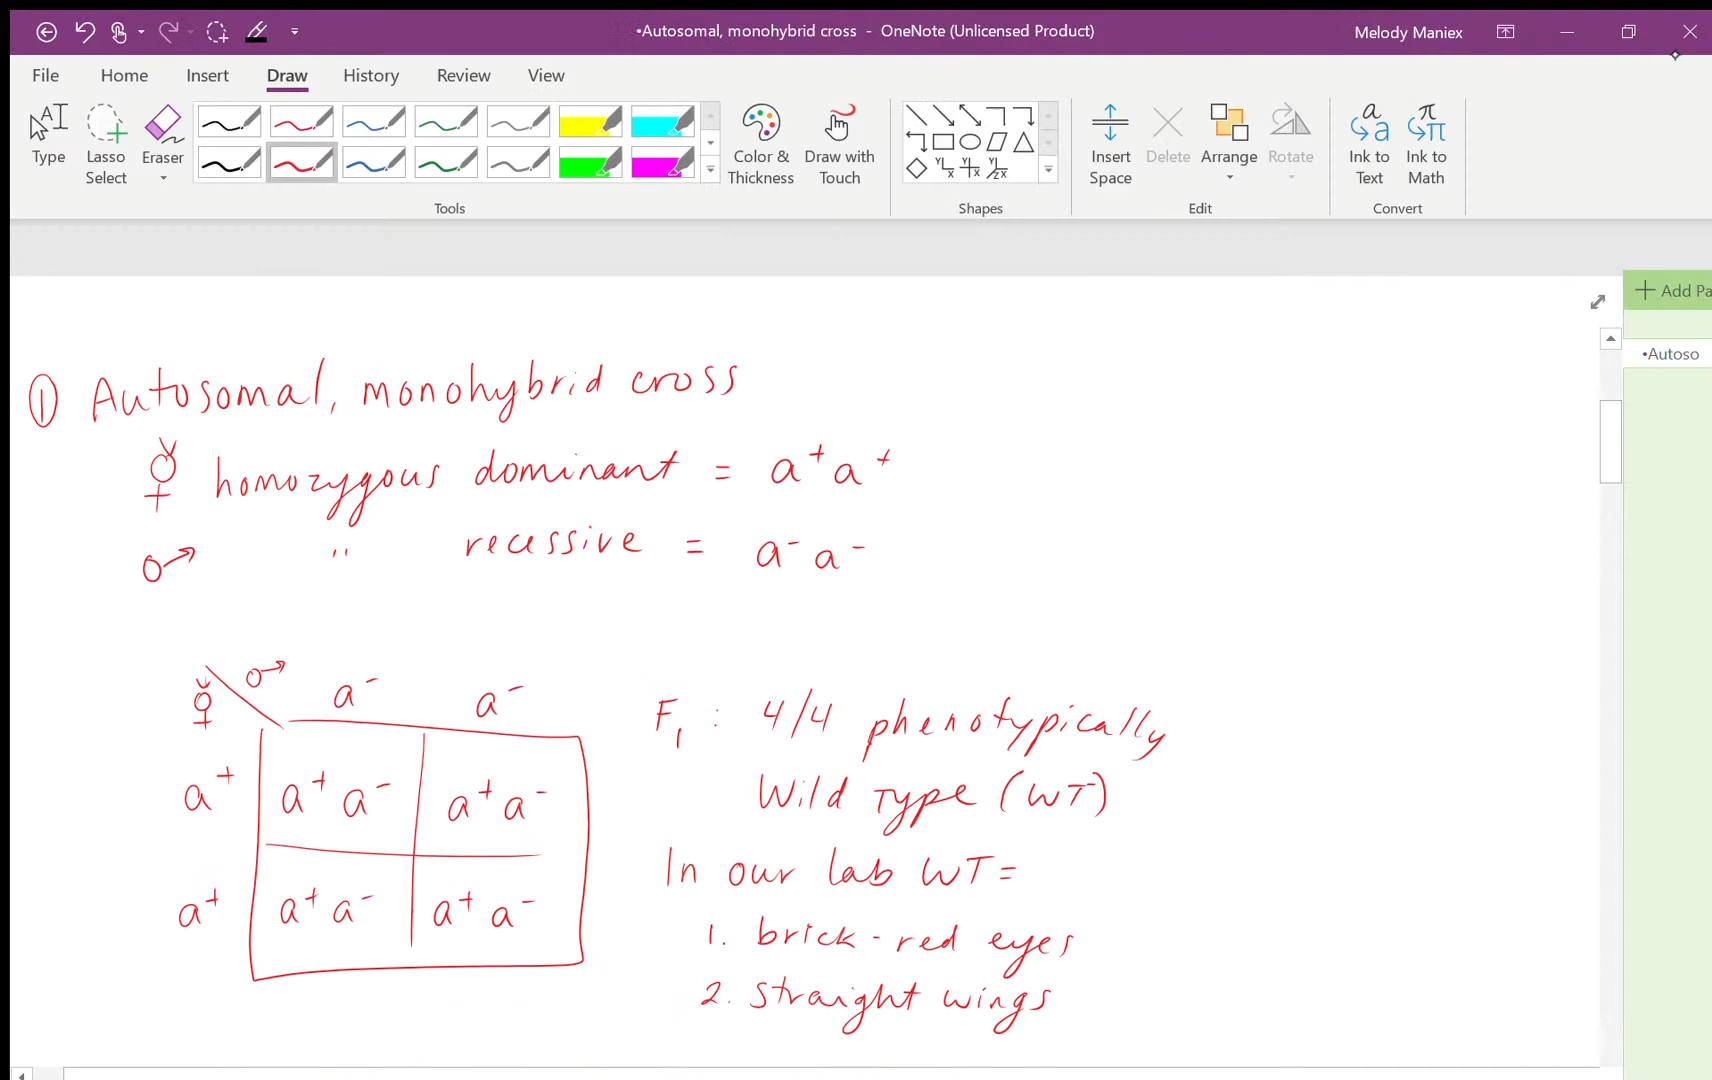 •Autosomal, monohybrid cross - OneNote (Unlicensed Product)
Melody Maniex
File Home Insert Draw History Review View
Type
Lasso Select
Eraser
Color & Thickness
Draw with Touch
Insert Space
Delete
Arrange
Rotate
Ink to Text
Ink to Math
Tools
Shapes
Edit
Convert
Add Pa
•Autoso
① Autosomal, monohybrid cross
♀ homozygous dominant = a⁺ a⁺
♂ " recessive = a⁻ a⁻
♀ \ ♂ a⁻ a⁻
a⁺ a⁺ a⁻ a⁺ a⁻
a⁺ a⁺ a⁻ a⁺ a⁻
F₁ : 4/4 phenotypically
Wild Type (WT)
In our lab WT =
1. brick-red eyes
2. straight wings